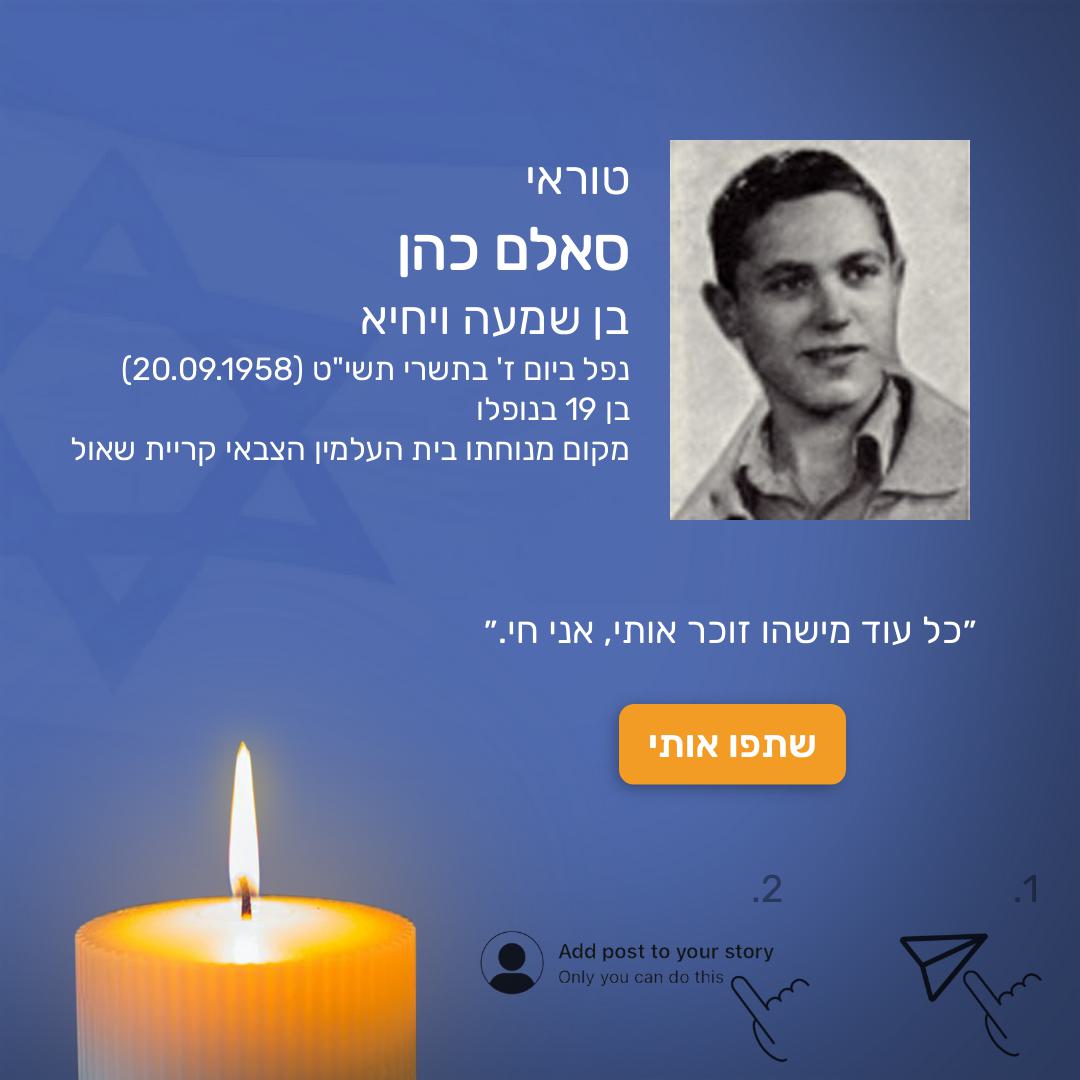 טוראי
סאלם כהן
בן שמעה ויחיא
נפל ביום ז' בתשרי תשי"ט (20.09.1958)
בן 19 בנופלו
מקום מנוחתו בית העלמין הצבאי קריית שאול
״כל עוד מישהו זוכר אותי, אני חי.״
שתפו אותי
1.
2.
Add post to your story
Only you can do this